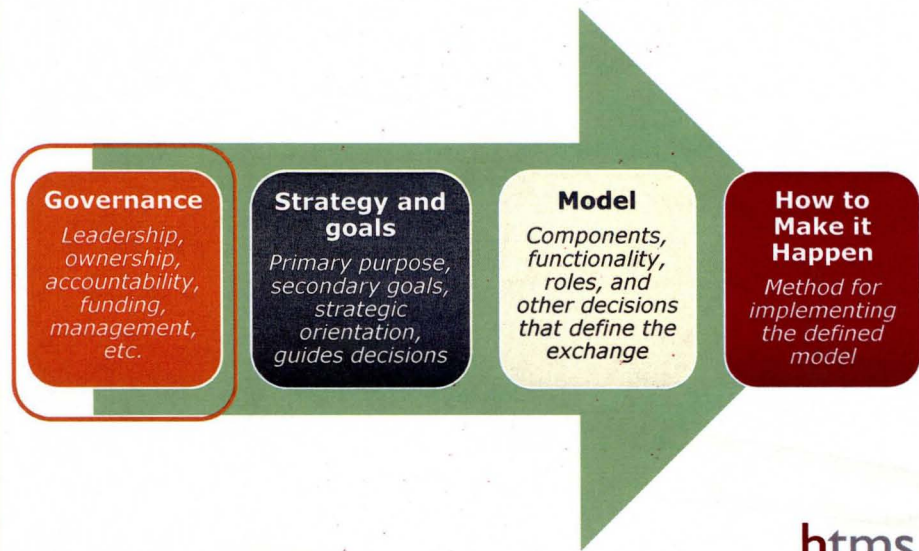 Governance
Leadership,
ownership,
accountability,
funding,
management,
etc.
Strategy and
goals
Primary purpose,
secondary goals,
strategic
orientation,
guides decisions
Model
Components,
functionality,
roles, and
other decisions
that define the
exchange
How to
Make it
Happen
Method for
implementing
the defined
model
htms